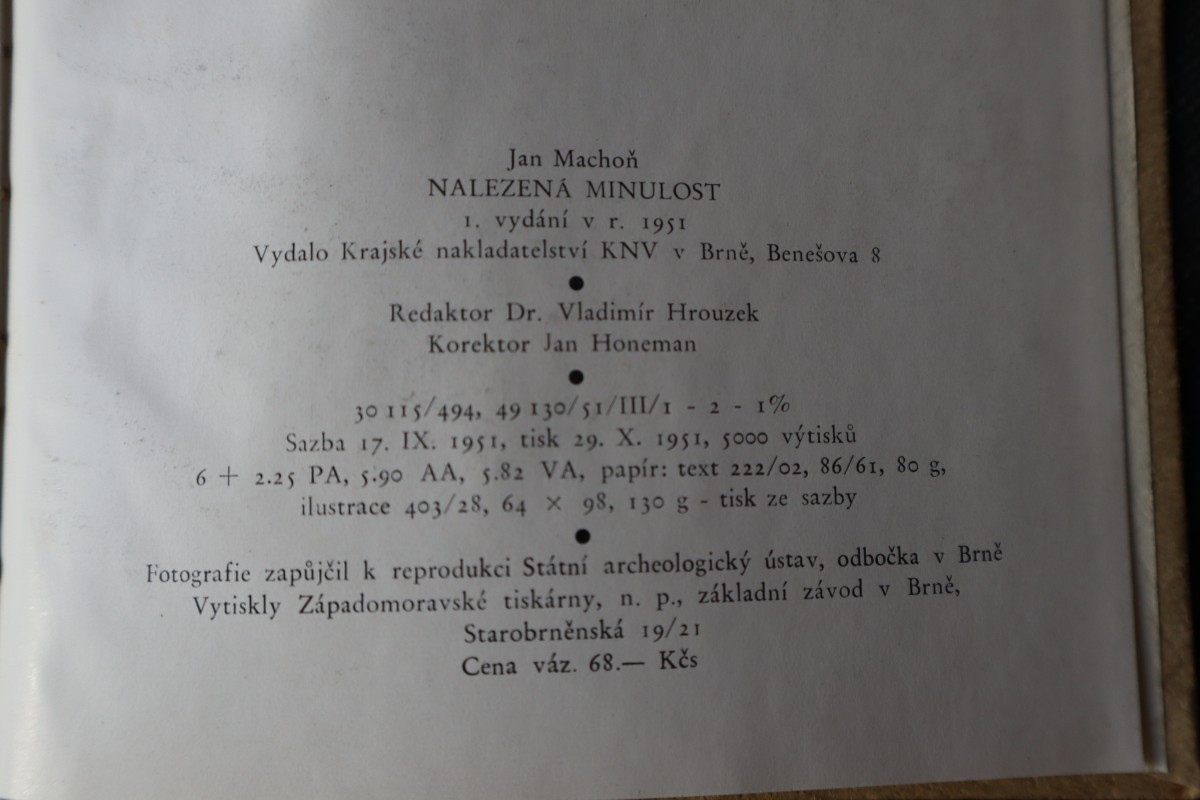 Jan Machoň
NALEZENÁ MINULOST
1. vydání v r. 1951
Vydalo Krajské nakladatelství KNV v Brně, Benešova 8
●
Redaktor Dr. Vladimír Hrouzek
Korektor Jan Honeman
●
30 115/494, 49 130/51/III/1 - 2 - 1%
Sazba 17. IX. 1951, tisk 29. X. 1951, 5000 výtisků
6 + 2.25 PA, 5.90 AA, 5.82 VA, papír: text 222/02, 86/61, 80 g,
ilustrace 403/28, 64 × 98, 130 g - tisk ze sazby
●
Fotografie zapůjčil k reprodukci Státní archeologický ústav, odbočka v Brně
Vytiskly Západomoravské tiskárny, n. p., základní závod v Brně,
Starobrněnská 19/21
Cena váz. 68.— Kčs